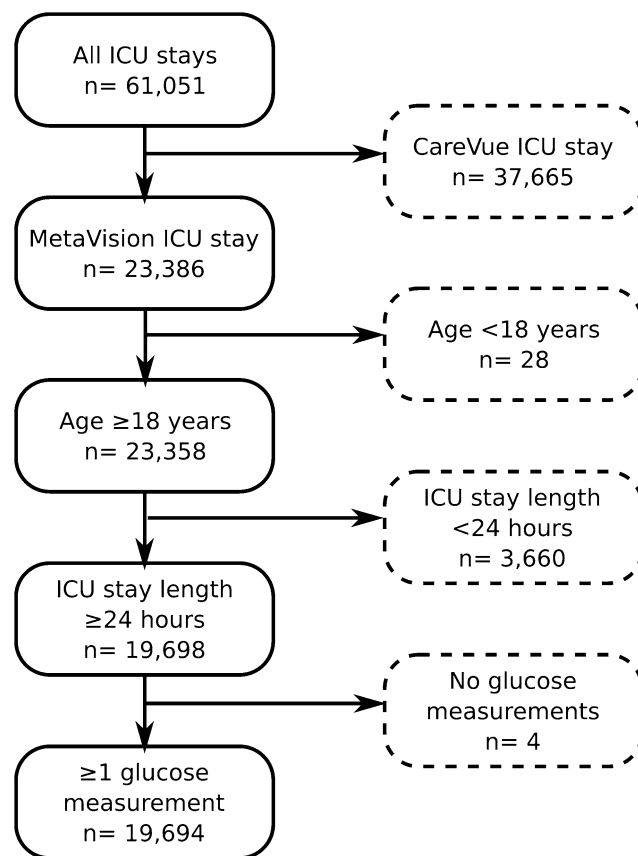 All ICU stays
n= 61,051
CareVue ICU stay
n= 37,665
MetaVision ICU stay
n= 23,386
Age <18 years
n= 28
Age ≥18 years
n= 23,358
ICU stay length
<24 hours
n= 3,660
ICU stay length
≥24 hours
n= 19,698
No glucose
measurements
n= 4
≥1 glucose
measurement
n= 19,694